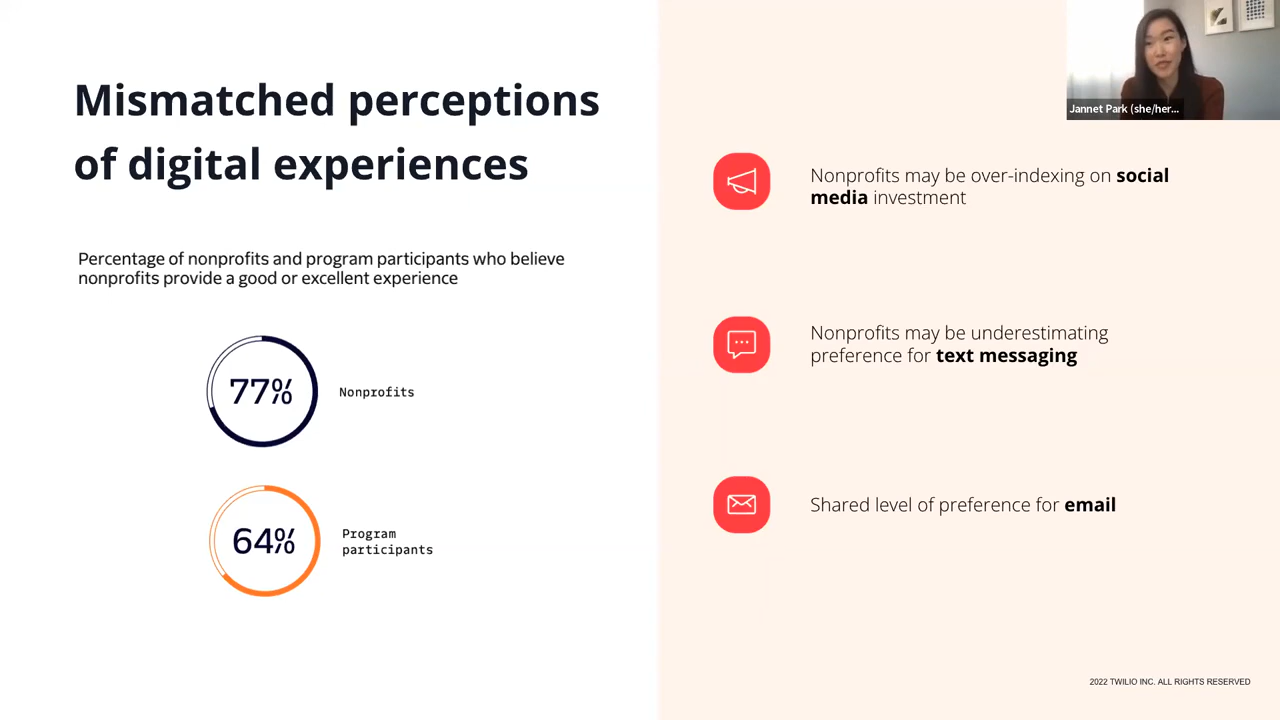 Mismatched perceptions
of digital experiences
Percentage of nonprofits and program participants who believe
nonprofits provide a good or excellent experience
77%
Nonprofits
64%
Program
participants
Jannet Park (she/her...
Nonprofits may be over-indexing on social
media investment
Nonprofits may be underestimating
preference for text messaging
Shared level of preference for email
2022 TWILIO INC. ALL RIGHTS RESERVED